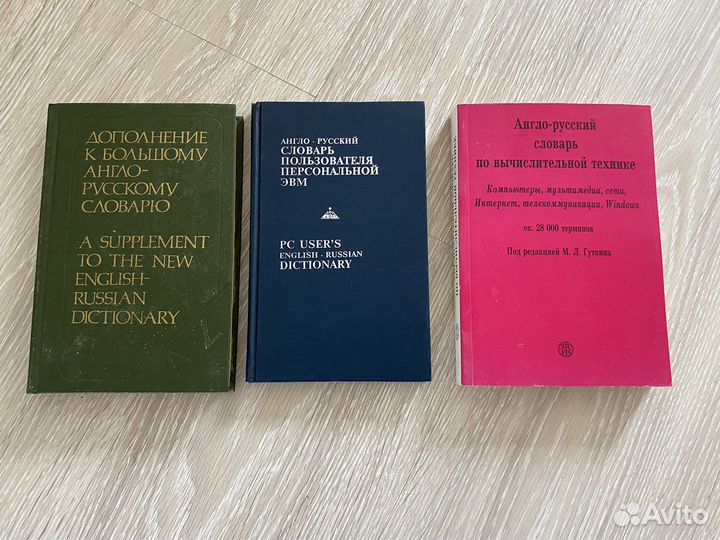 ДОПОЛНЕНИЕ
К БОЛЬШОМУ
АНГЛО-
РУССКОМУ
СЛОВАРЮ
A SUPPLEMENT
TO THE NEW
ENGLISH-
RUSSIAN
DICTIONARY
АНГЛО · РУССКИЙ
СЛОВАРЬ
ПОЛЬЗОВАТЕЛЯ
ПЕРСОНАЛЬНОЙ
ЭВМ
PC USER'S
ENGLISH · RUSSIAN
DICTIONARY
Англо-русский
словарь
по вычислительной технике
Компьютеры, мультимедиа, сети,
Интернет, телекоммуникации, Windows
ок. 28 000 терминов
Под редакцией М. Л. Гуткина
ЭТС
ETS
Avito